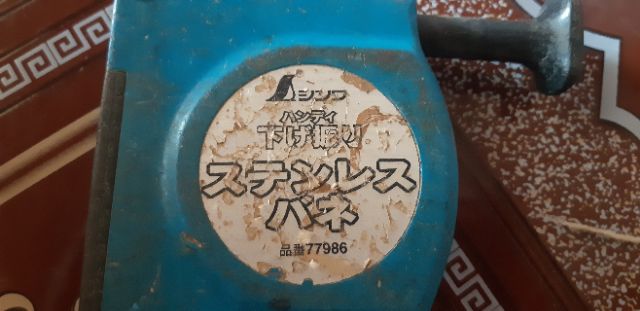 シンワ
ハンディ
下げ振り
ステンレス
バネ
品番77986